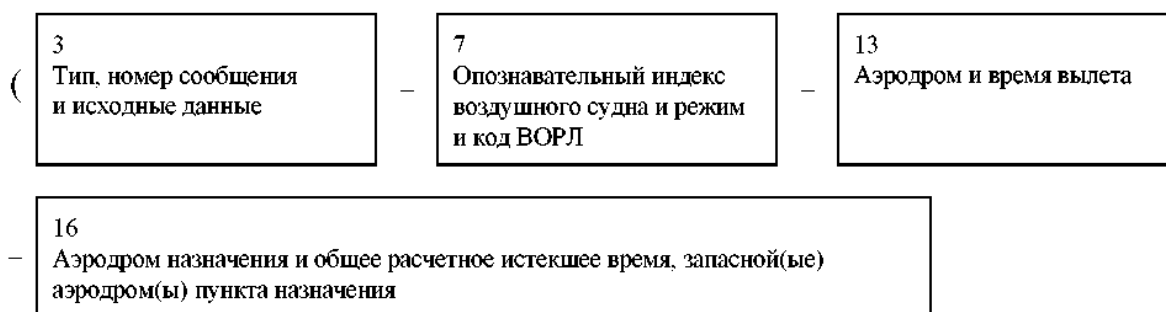 ( 3 – 7 – 13
Тип, номер сообщения Опознавательный индекс Аэродром и время вылета
и исходные данные воздушного судна и режим
и код ВОРЛ
– 16
Аэродром назначения и общее расчетное истекшее время, запасной(ые)
аэродром(ы) пункта назначения